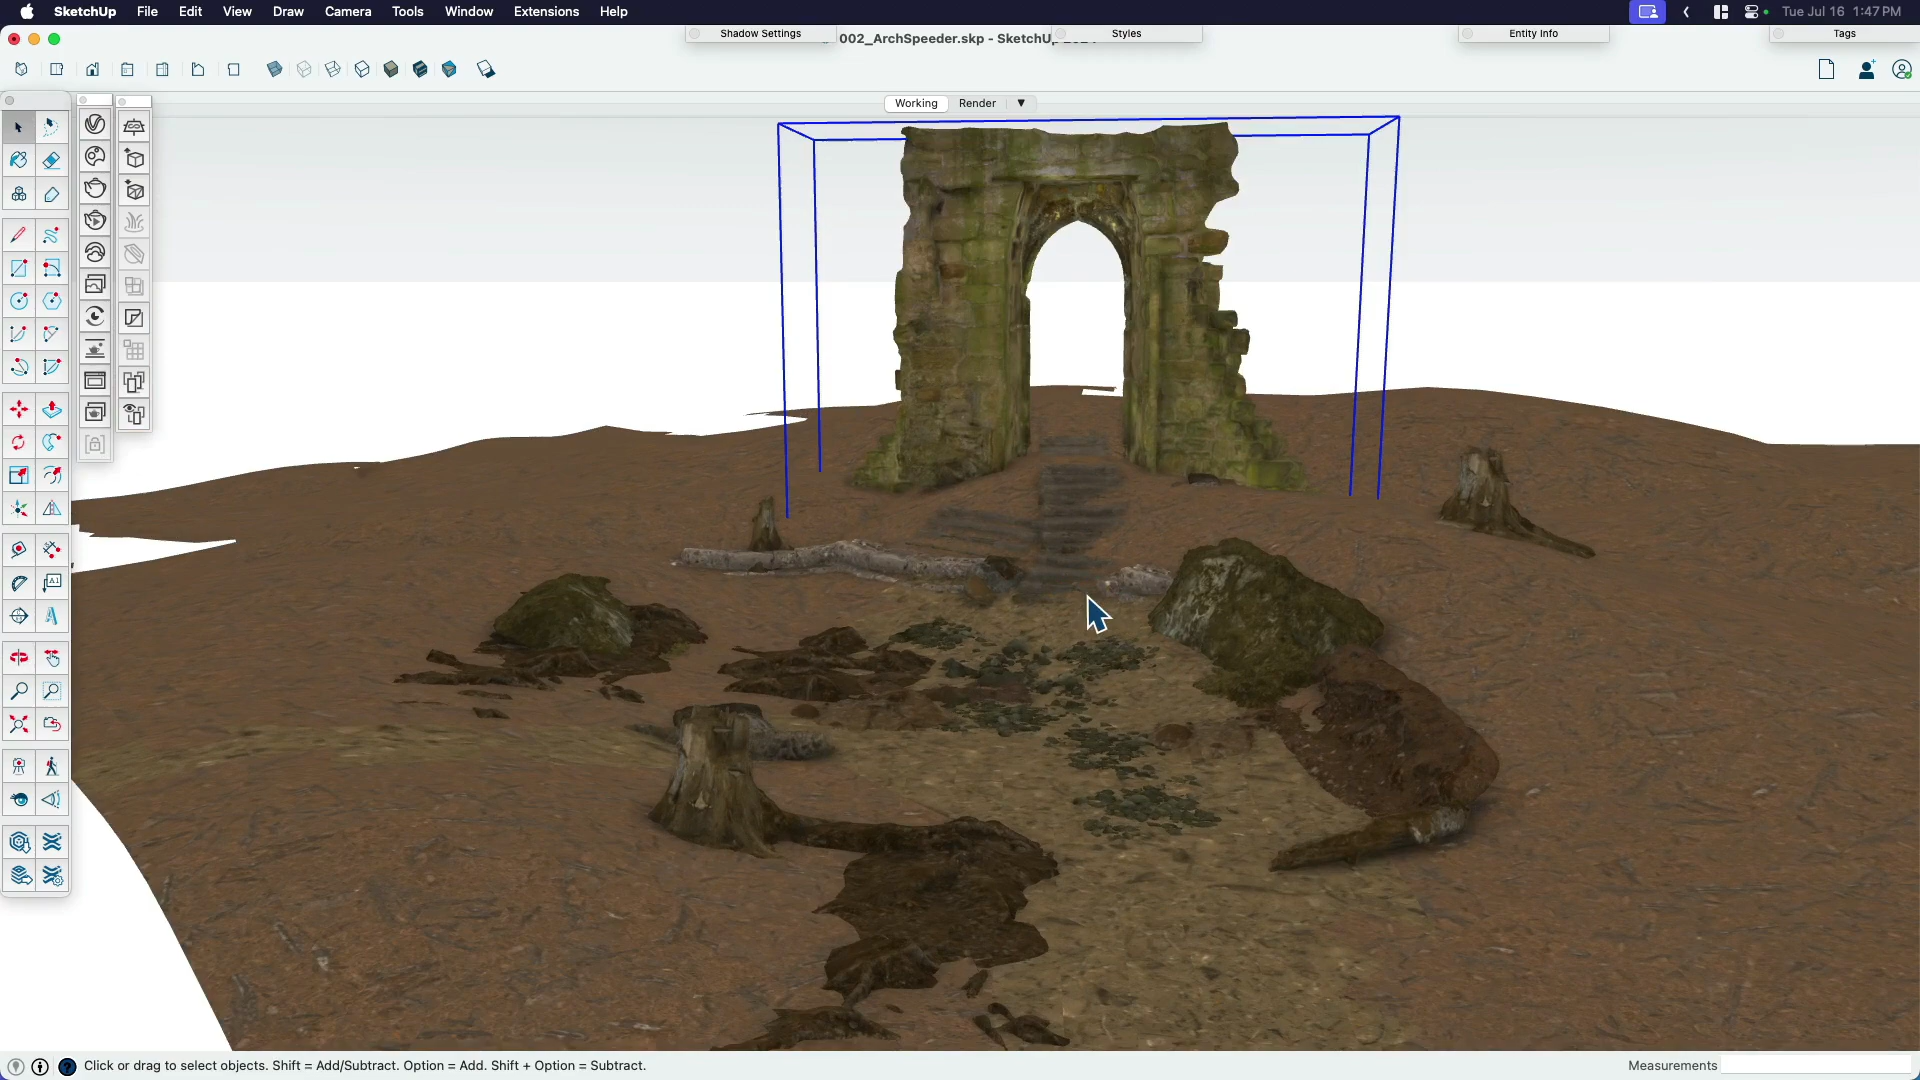 SketchUp File Edit View Draw Camera Tools Window Extensions Help Tue Jul 16 1:47PM
Shadow Settings 002_ArchSpeeder.skp - SketchUp Styles Entity Info Tags
Working Render
A1
Click or drag to select objects. Shift = Add/Subtract. Option = Add. Shift + Option = Subtract. Measurements